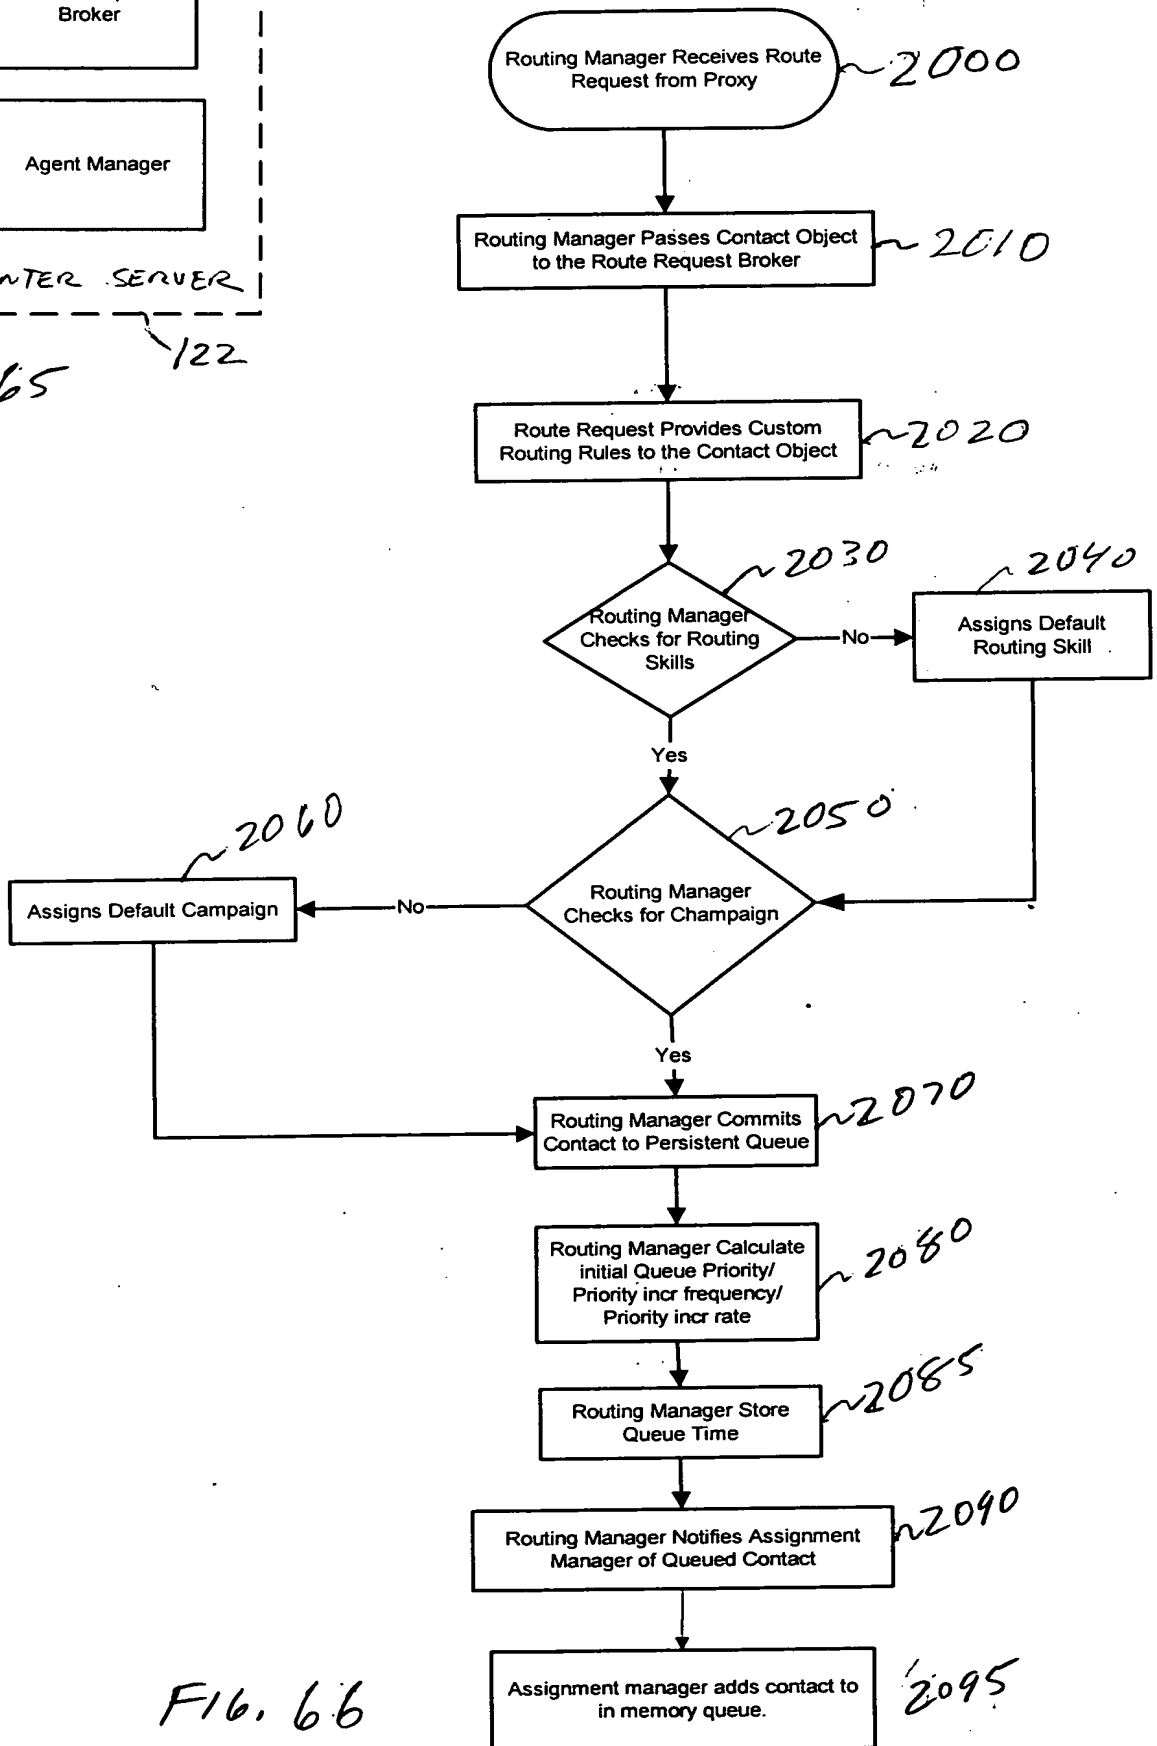 Broker
Agent Manager
NTER SERVER
122
65
Routing Manager Receives Route
Request from Proxy
2000
Routing Manager Passes Contact Object
to the Route Request Broker
2010
Route Request Provides Custom
Routing Rules to the Contact Object
2020
Routing Manager
Checks for Routing
Skills
2030
No
Assigns Default
Routing Skill
2040
Yes
Routing Manager
Checks for Champaign
2050
No
Assigns Default Campaign
2060
Yes
Routing Manager Commits
Contact to Persistent Queue
2070
Routing Manager Calculate
initial Queue Priority/
Priority incr frequency/
Priority incr rate
2080
Routing Manager Store
Queue Time
2085
Routing Manager Notifies Assignment
Manager of Queued Contact
2090
Assignment manager adds contact to
in memory queue.
2095
FIG. 66